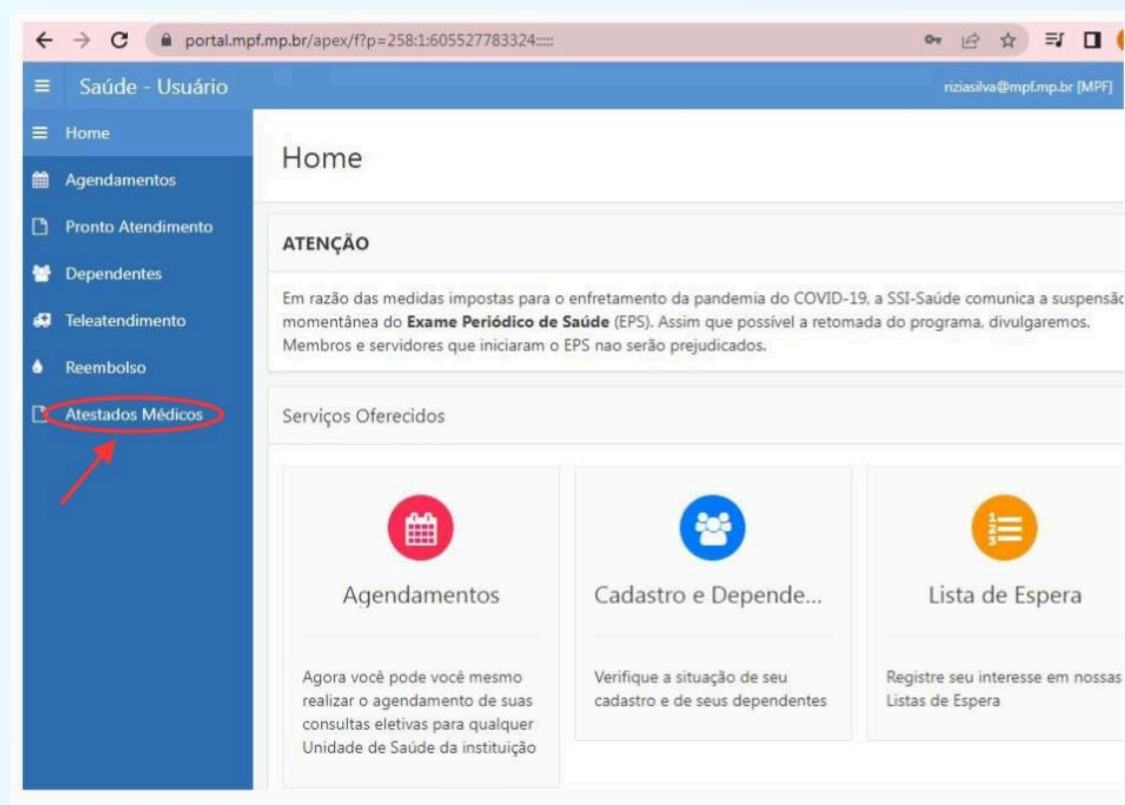 portal.mpf.mp.br/apex/f?p=258:1:605527783324:::::
Saúde - Usuário
riziasilva@mpf.mp.br [MPF]
Home
Agendamentos
Pronto Atendimento
Dependentes
Teleatendimento
Reembolso
Atestados Médicos
Home
ATENÇÃO
Em razão das medidas impostas para o enfretamento da pandemia do COVID-19, a SSI-Saúde comunica a suspensão
momentânea do Exame Periódico de Saúde (EPS). Assim que possível a retomada do programa, divulgaremos.
Membros e servidores que iniciaram o EPS nao serão prejudicados.
Serviços Oferecidos
Agendamentos
Agora você pode você mesmo
realizar o agendamento de suas
consultas eletivas para qualquer
Unidade de Saúde da instituição
Cadastro e Depende...
Verifique a situação de seu
cadastro e de seus dependentes
1
2
3
Lista de Espera
Registre seu interesse em nossas
Listas de Espera